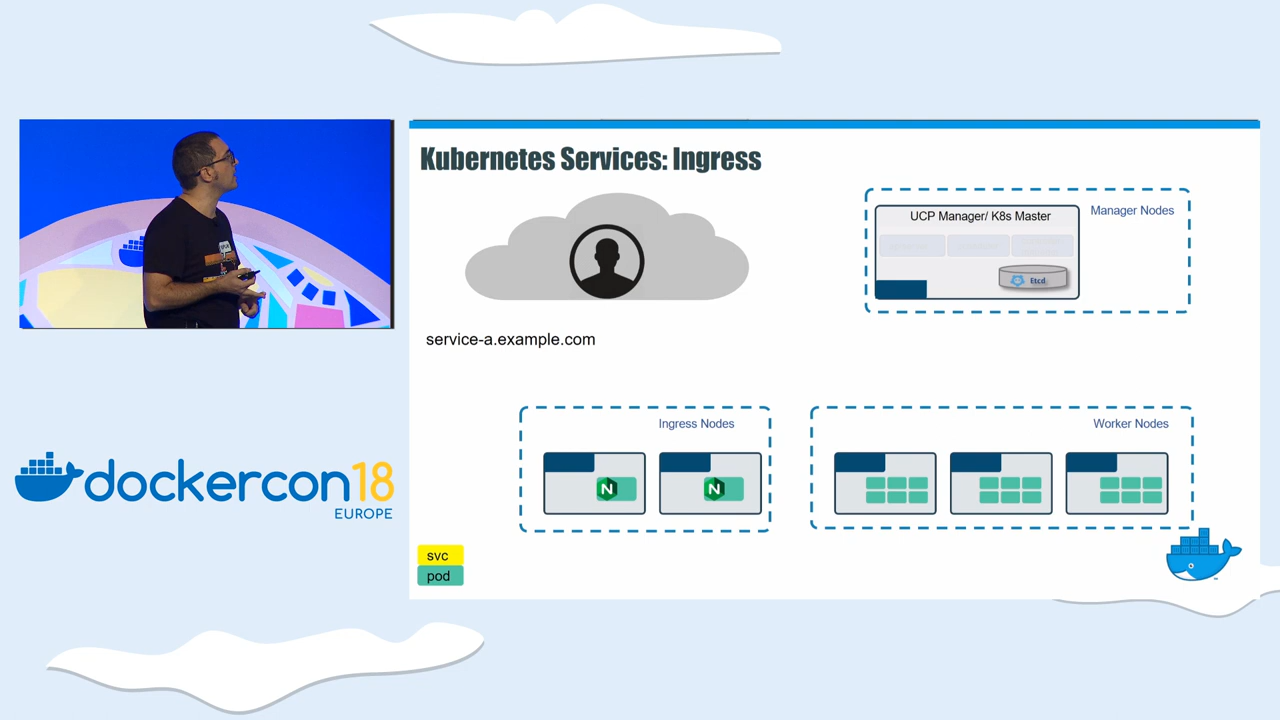 Kubernetes Services: Ingress
UCP Manager/ K8s Master
Manager Nodes
Etcd
service-a.example.com
Ingress Nodes
Worker Nodes
N
N
svc
pod
dockercon18
EUROPE